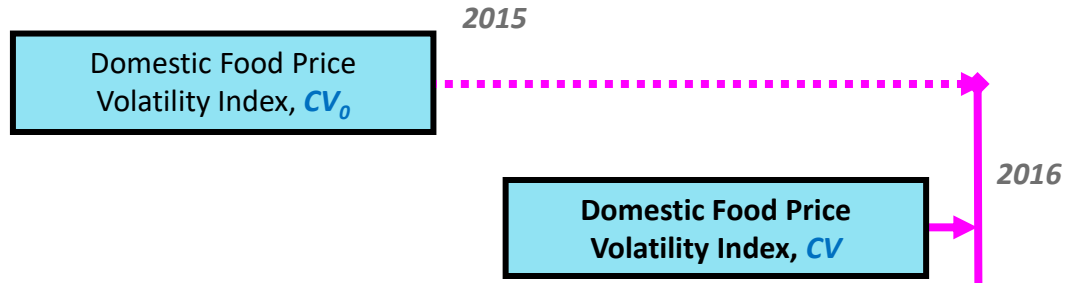 2015
Domestic Food Price
Volatility Index, CV₀
2016
Domestic Food Price
Volatility Index, CV